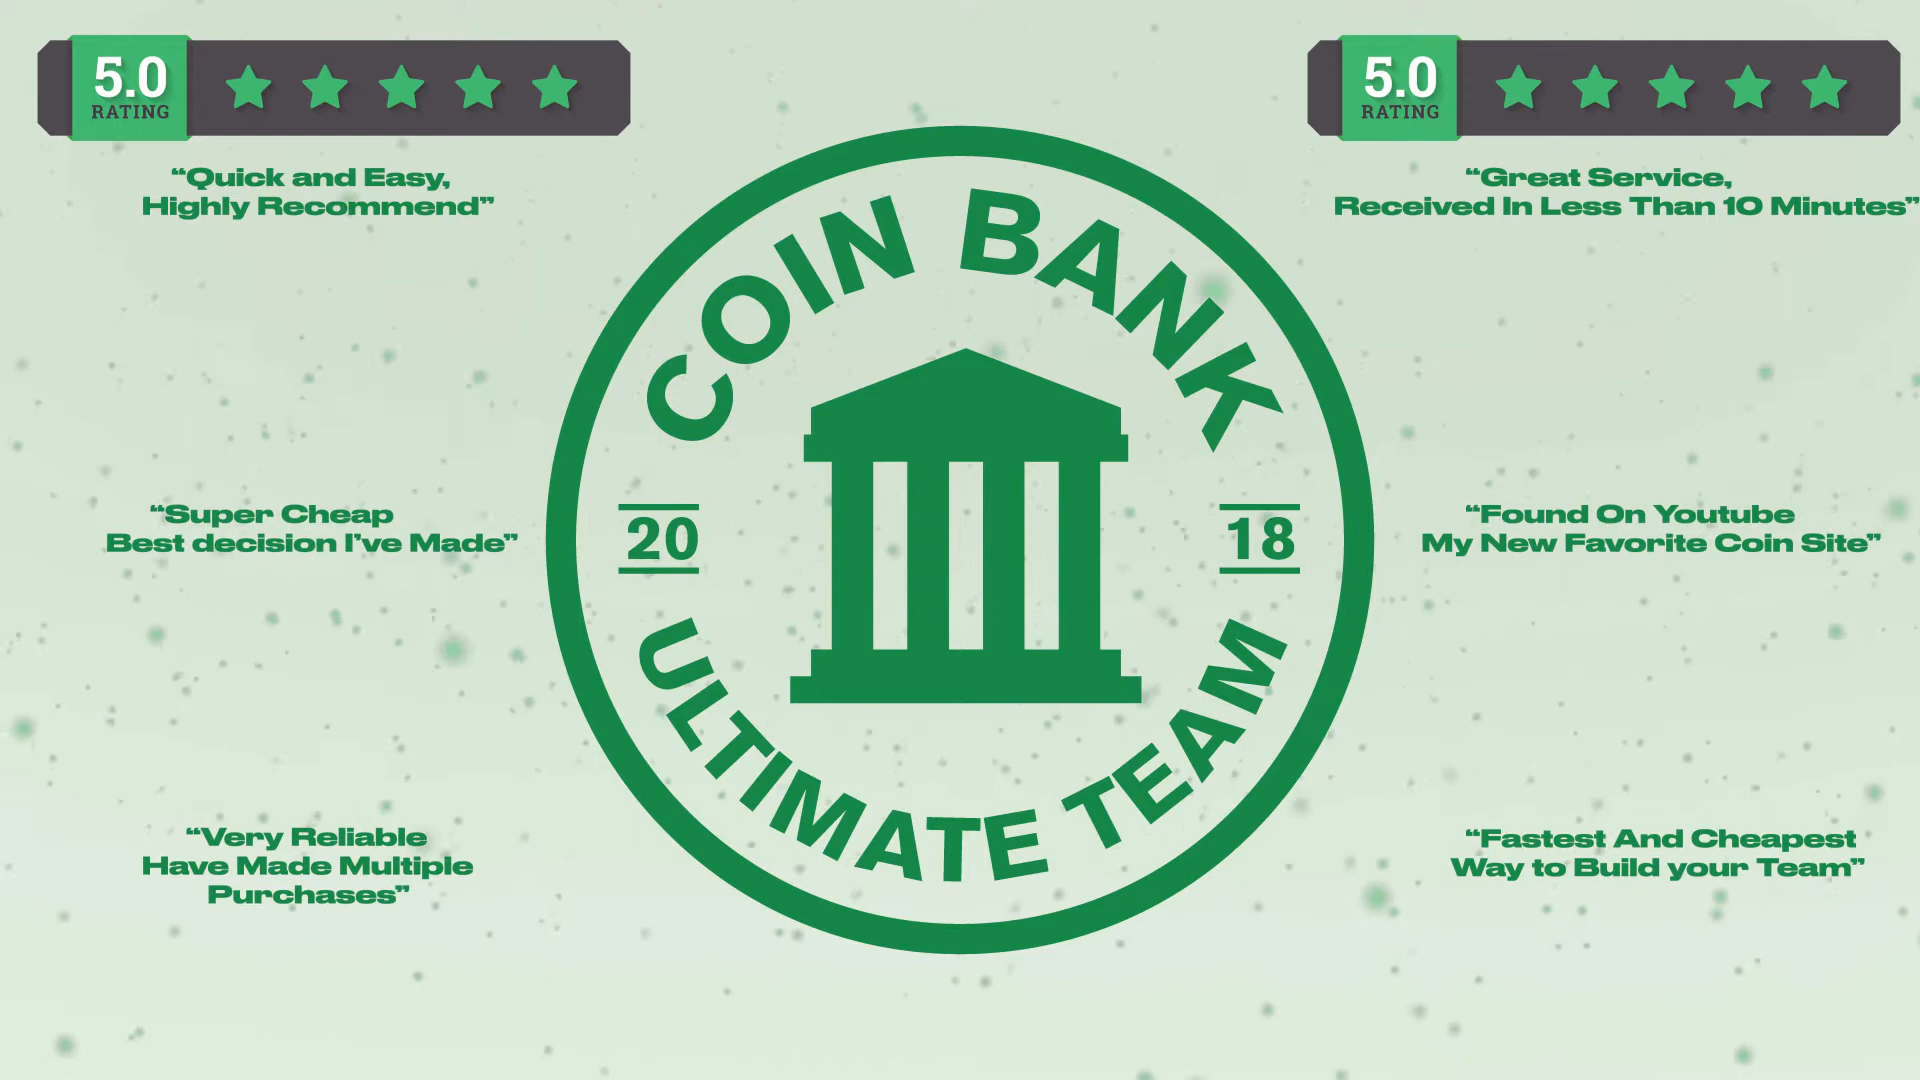 5.0
RATING
“Quick and Easy,
Highly Recommend”
“Super Cheap
Best decision I've Made”
“Very Reliable
Have Made Multiple
Purchases”
COIN BANK
20
18
ULTIMATE TEAM
5.0
RATING
“Great Service,
Received In Less Than 10 Minutes”
“Found On Youtube
My New Favorite Coin Site”
“Fastest And Cheapest
Way to Build your Team”